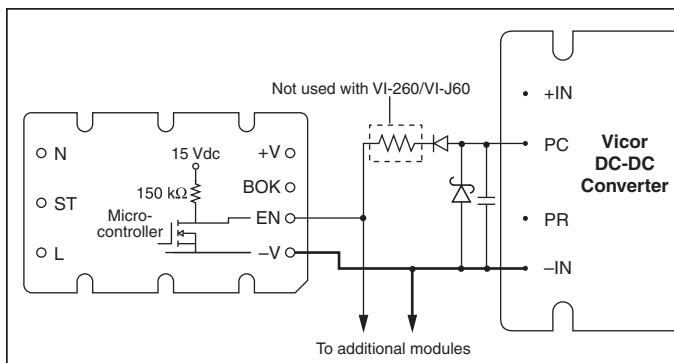 Not used with VI-260/VI-J60
N
ST
L
15 Vdc
150 kΩ
Micro-
controller
+V
BOK
EN
–V
+IN
PC
PR
–IN
Vicor
DC-DC
Converter
To additional modules